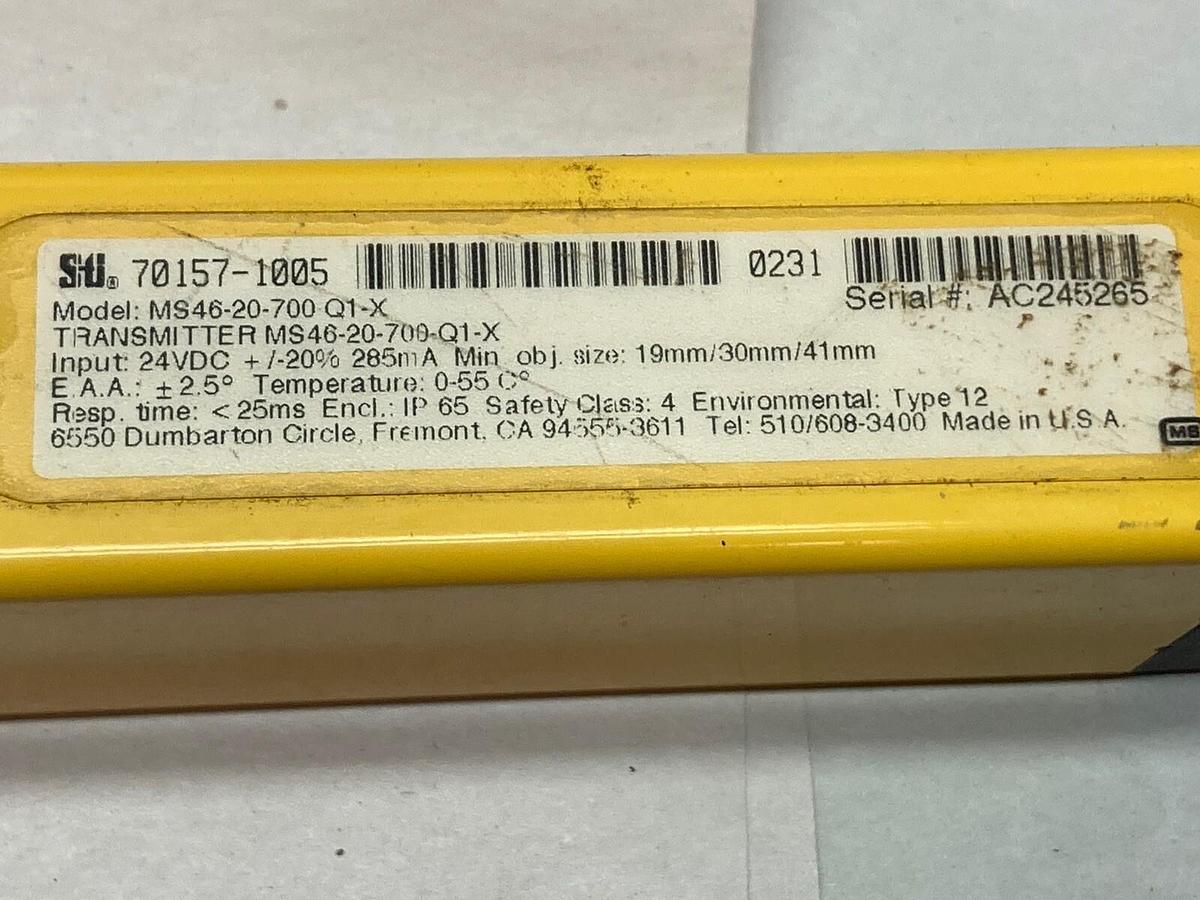 STI® 70157-1005 0231
Serial #: AC245265
Model: MS46-20-700-Q1-X
TRANSMITTER MS46-20-700-Q1-X
Input: 24VDC +/-20% 285mA Min. obj. size: 19mm/30mm/41mm
E.A.A.: ±2.5° Temperature: 0-55 C°
Resp. time: <25ms Encl.: IP 65 Safety Class: 4 Environmental: Type 12
6550 Dumbarton Circle, Fremont, CA 94555-3611 Tel: 510/608-3400 Made in U.S.A.
MS